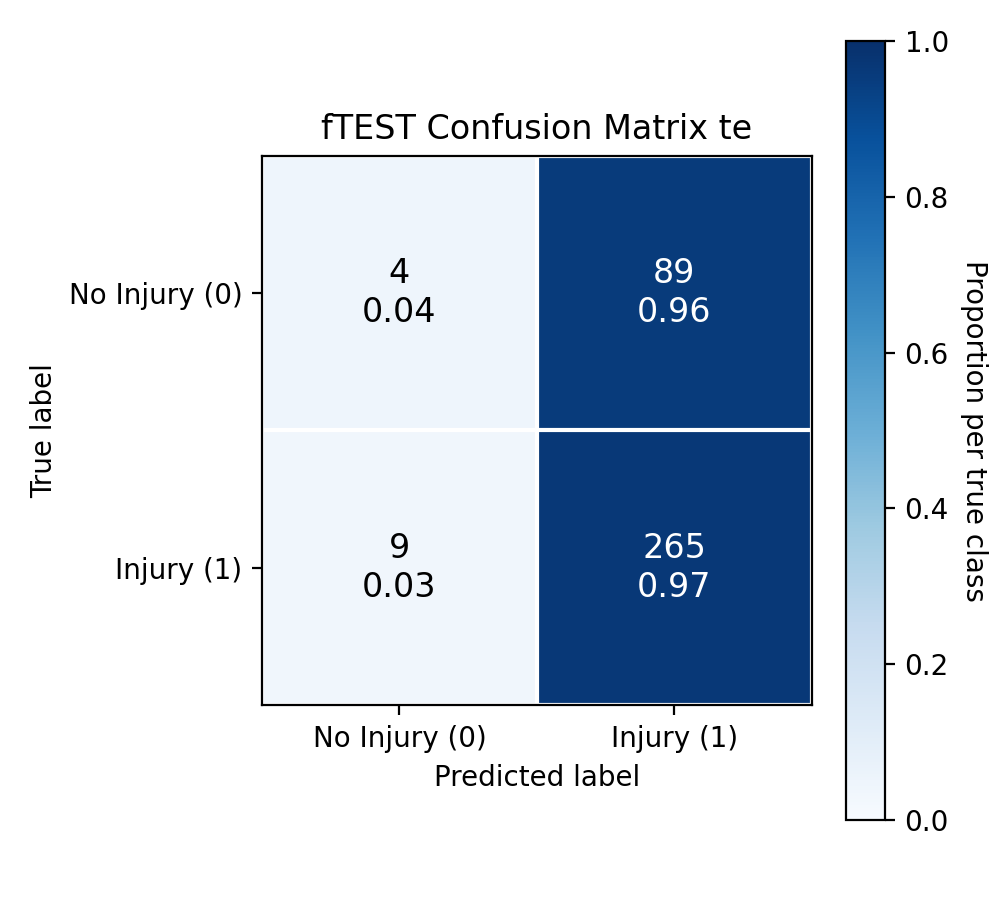 fTEST Confusion Matrix te
No Injury (0)
Injury (1)
True label
4
0.04
89
0.96
9
0.03
265
0.97
No Injury (0)
Injury (1)
Predicted label
1.0
0.8
0.6
0.4
0.2
0.0
Proportion per true class